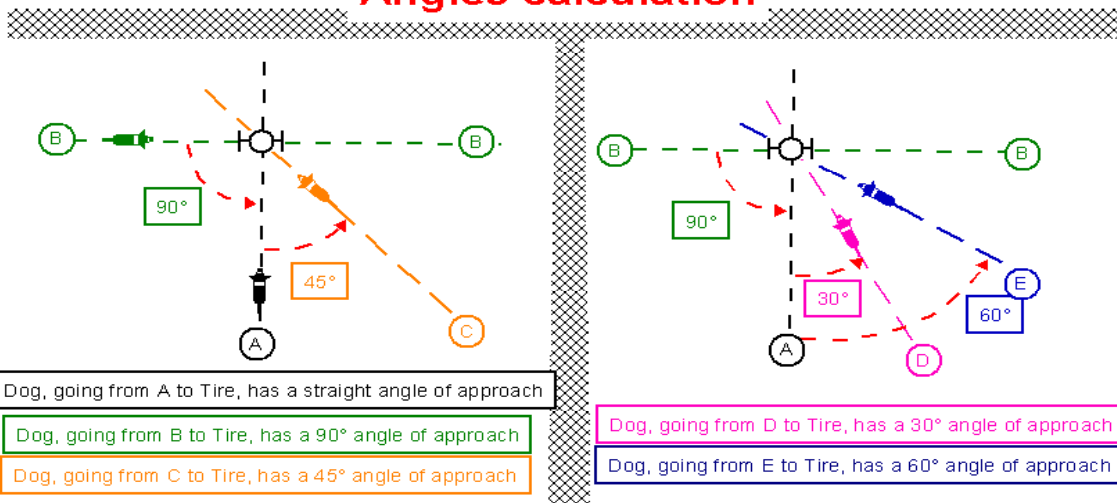 Angles calculation
B
B
90°
45°
A
C
Dog, going from A to Tire, has a straight angle of approach
Dog, going from B to Tire, has a 90° angle of approach
Dog, going from C to Tire, has a 45° angle of approach
B
B
90°
30°
60°
E
A
D
Dog, going from D to Tire, has a 30° angle of approach
Dog, going from E to Tire, has a 60° angle of approach